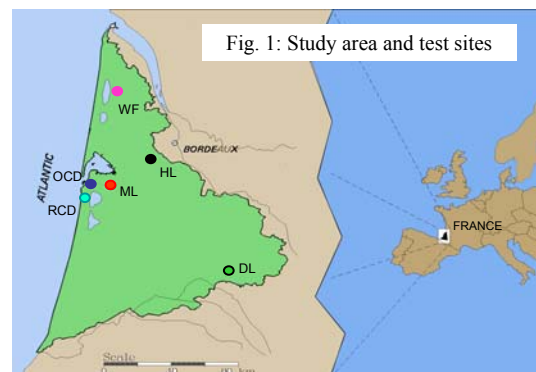 Fig. 1: Study area and test sites
WF
BORDEAUX
ATLANTIC
HL
OCD
ML
RCD
FRANCE
DL
Scale